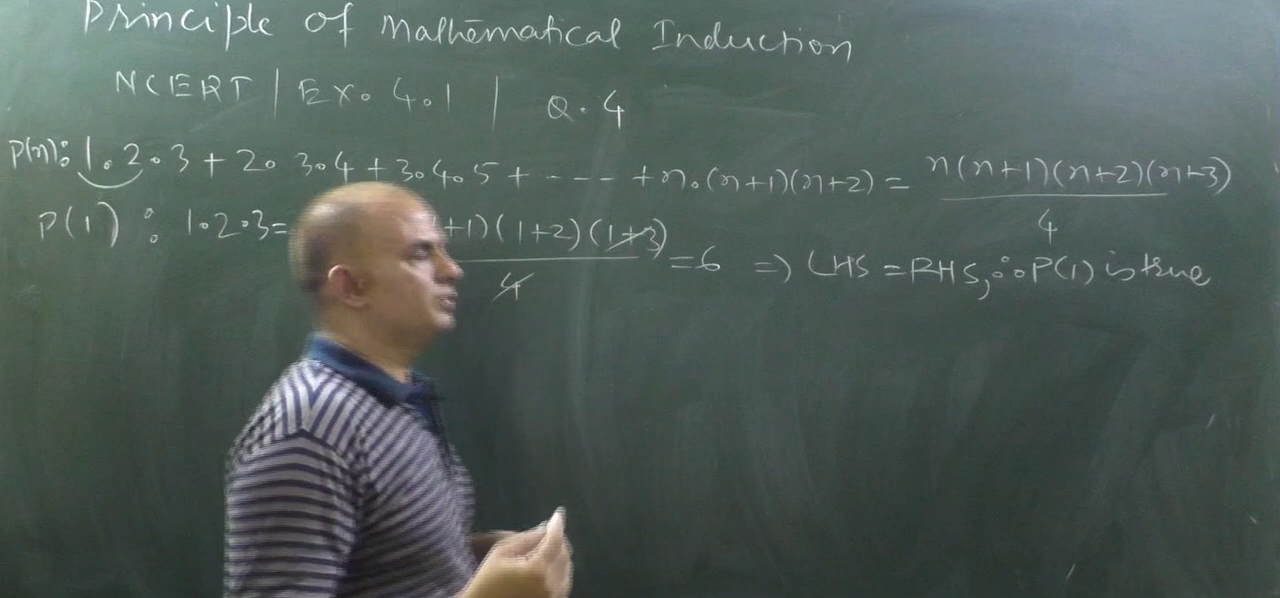 Principle of Mathematical Induction
NCERT | Ex. 4.1 | Q. 4
P(n): 1.2.3 + 2.3.4 + 3.4.5 + ---- + n.(n+1)(n+2) = n(n+1)(n+2)(n+3) / 4
P(1) : 1.2.3 = +1)(1+2)(1+3) / 4 = 6 => LHS = RHS, ∴ P(1) is true